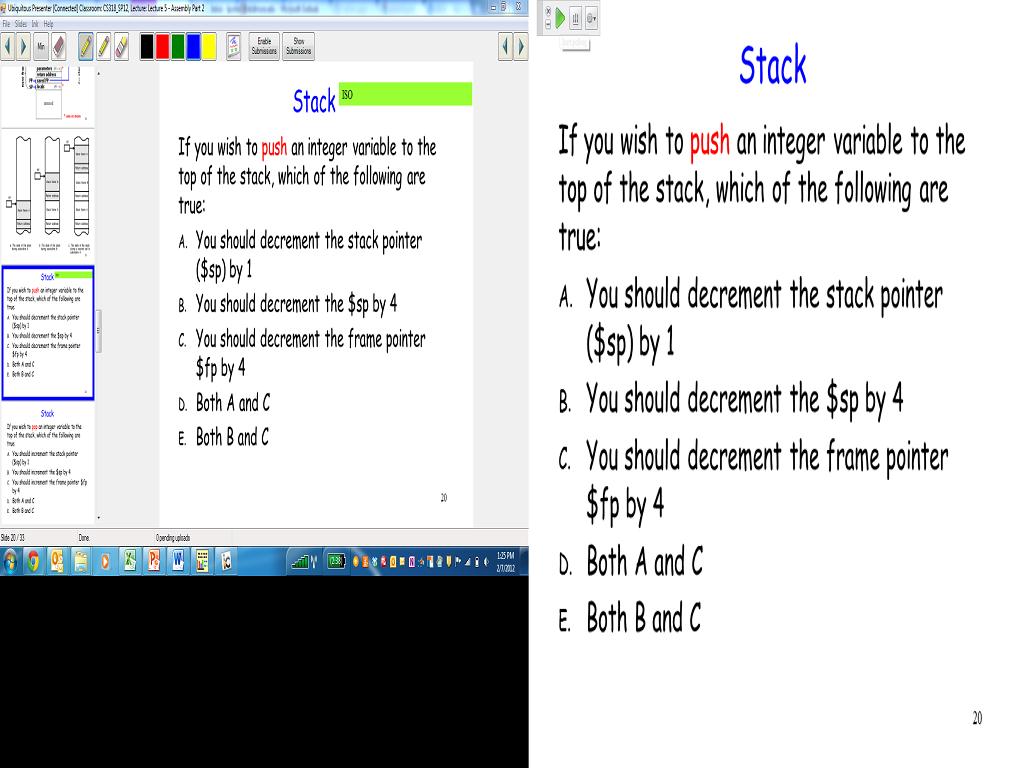 Ubiquitous Presenter [Connected] Classroom: CS318_SP12, Lecture: Lecture 5 - Assembly Part 2
File Slides Ink Help
Min
Enable Submissions
Show Submissions
parameters
return address
Stack
If you wish to push an integer variable to the
top of the stack, which of the following are
true:
A. You should decrement the stack pointer
($sp) by 1
B. You should decrement the $sp by 4
C. You should decrement the frame pointer
$fp by 4
D. Both A and C
E. Both B and C
Stack
If you wish to pop an integer variable to the
top of the stack, which of the following are
true:
A. You should increment the stack pointer
($sp) by 1
B. You should increment the $sp by 4
C. You should increment the frame pointer $fp
by 4
D. Both A and C
E. Both B and C
Stack ISO
If you wish to push an integer variable to the
top of the stack, which of the following are
true:
A. You should decrement the stack pointer
($sp) by 1
B. You should decrement the $sp by 4
C. You should decrement the frame pointer
$fp by 4
D. Both A and C
E. Both B and C
20
Slide 20 / 33 Done. 0 pending uploads
1:25 PM
2/7/2012
Stack
If you wish to push an integer variable to the
top of the stack, which of the following are
true:
A. You should decrement the stack pointer
($sp) by 1
B. You should decrement the $sp by 4
C. You should decrement the frame pointer
$fp by 4
D. Both A and C
E. Both B and C
20